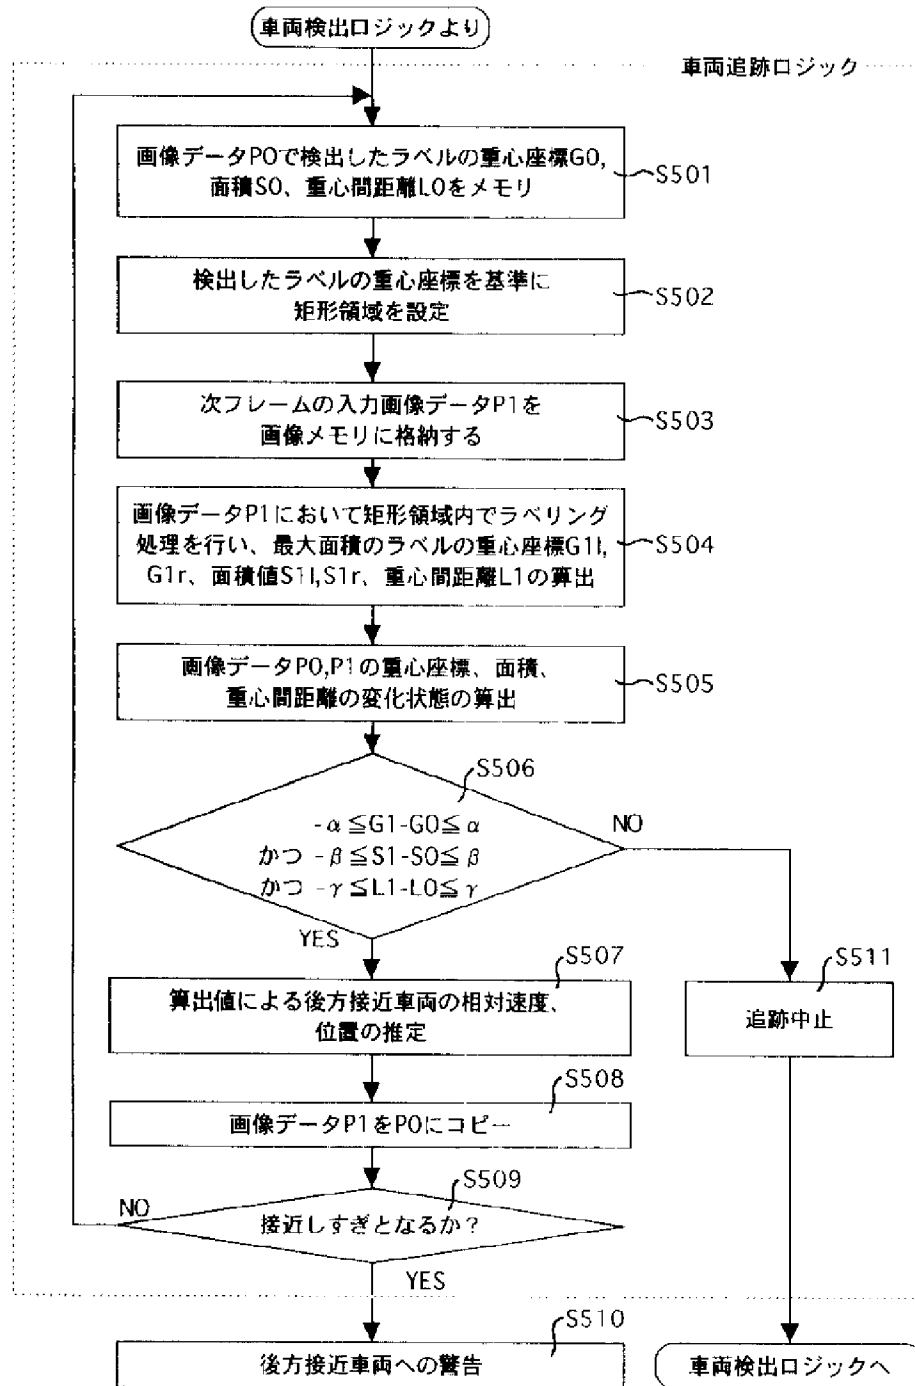 車両検出ロジックより
車両追跡ロジック
画像データP0で検出したラベルの重心座標G0,
面積S0、重心間距離L0をメモリ
S501
検出したラベルの重心座標を基準に
矩形領域を設定
S502
次フレームの入力画像データP1を
画像メモリに格納する
S503
画像データP1において矩形領域内でラベリング
処理を行い、最大面積のラベルの重心座標G1l,
G1r、面積値S1l,S1r、重心間距離L1の算出
S504
画像データP0,P1の重心座標、面積、
重心間距離の変化状態の算出
S505
S506
-α≦G1-G0≦α
かつ -β≦S1-S0≦β
かつ -γ≦L1-L0≦γ
NO
YES
S507
算出値による後方接近車両の相対速度、
位置の推定
S511
追跡中止
S508
画像データP1をP0にコピー
S509
NO
接近しすぎとなるか？
YES
S510
後方接近車両への警告
車両検出ロジックへ